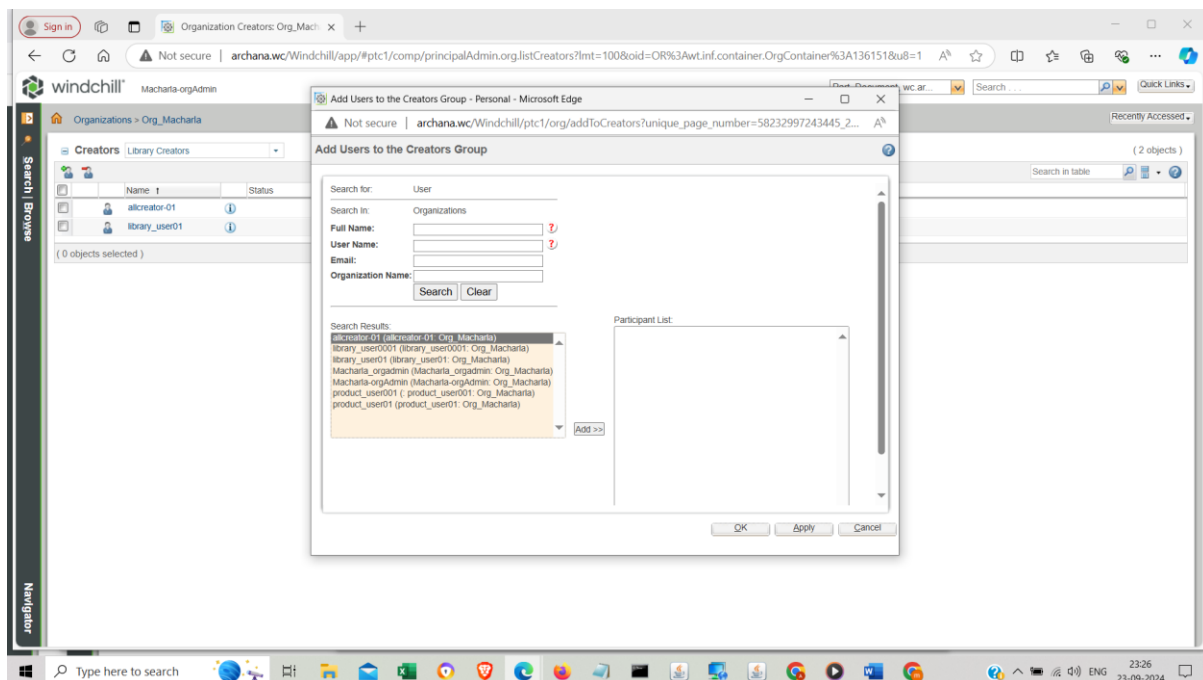 Sign in
Organization Creators: Org_Mach
Not secure | archana.wc/Windchill/app/#ptc1/comp/principalAdmin.org.listCreators?lmt=100&oid=OR%3Awt.inf.container.OrgContainer%3A136151&u8=1
windchill
Macharla-orgAdmin
wc.ar...
Search . . .
Quick Links
Organizations > Org_Macharla
Recently Accessed
Creators
Library Creators
( 2 objects )
Search in table
Name
Status
allcreator-01
library_user01
( 0 objects selected )
Search | Browse
Navigator
Add Users to the Creators Group - Personal - Microsoft Edge
Not secure | archana.wc/Windchill/ptc1/org/addToCreators?unique_page_number=58232997243445_2...
Add Users to the Creators Group
Search for: User
Search In: Organizations
Full Name:
User Name:
Email:
Organization Name:
Search Clear
Search Results:
allcreator-01 (allcreator-01: Org_Macharla)
library_user0001 (library_user0001: Org_Macharla)
library_user01 (library_user01: Org_Macharla)
Macharla_orgadmin (Macharla_orgadmin: Org_Macharla)
Macharla-orgAdmin (Macharla-orgAdmin: Org_Macharla)
product_user001 (: product_user001: Org_Macharla)
product_user01 (product_user01: Org_Macharla)
Add >>
Participant List:
OK Apply Cancel
Type here to search
ENG
23:26
23-09-2024